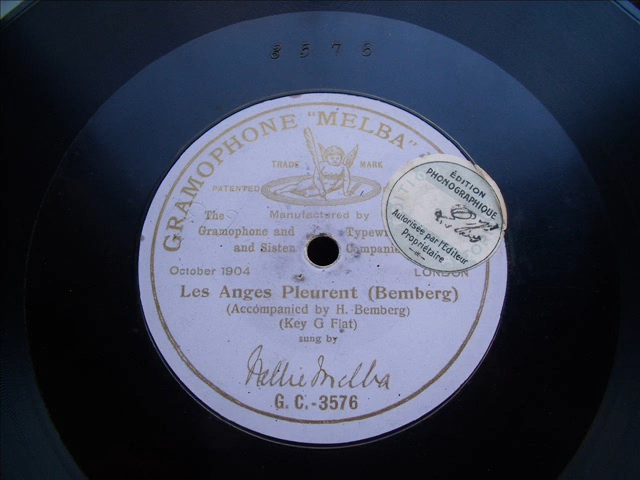 3576
GRAMOPHONE "MELBA"
TRADE MARK
PATENTED
The Manufactured by
Gramophone and
and Sister Companie
October 1904 LONDON
Les Anges Pleurent (Bemberg)
(Accompanied by H. Bemberg)
(Key G Flat)
sung by
Nellie Melba
G. C.-3576
ÉDITION
PHONOGRAPHIQUE
Autorisée par l'Editeur
Propriétaire